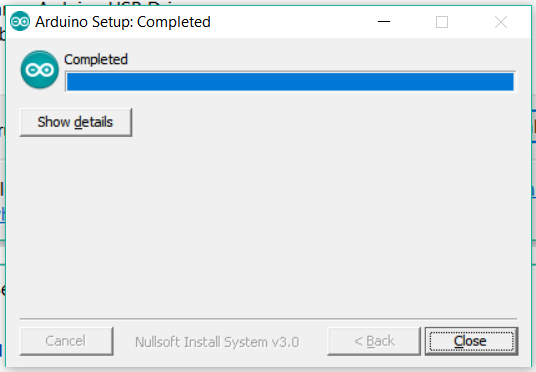 Arduino Setup: Completed
Completed
Show details
Cancel
Nullsoft Install System v3.0
< Back
Close